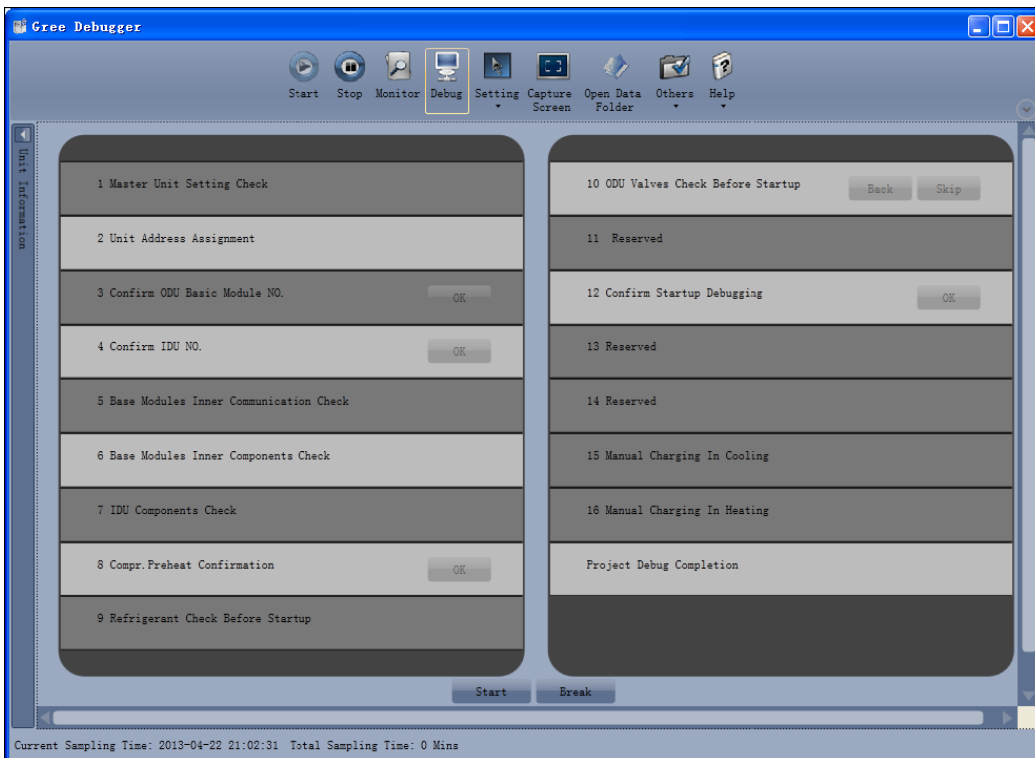 Gree Debugger
Start Stop Monitor Debug Setting Capture Screen Open Data Folder Others Help
Unit Information
1 Master Unit Setting Check
2 Unit Address Assignment
3 Confirm ODU Basic Module NO. OK
4 Confirm IDU NO. OK
5 Base Modules Inner Communication Check
6 Base Modules Inner Components Check
7 IDU Components Check
8 Compr.Preheat Confirmation OK
9 Refrigerant Check Before Startup
10 ODU Valves Check Before Startup Back Skip
11 Reserved
12 Confirm Startup Debugging OK
13 Reserved
14 Reserved
15 Manual Charging In Cooling
16 Manual Charging In Heating
Project Debug Completion
Start Break
Current Sampling Time: 2013-04-22 21:02:31 Total Sampling Time: 0 Mins